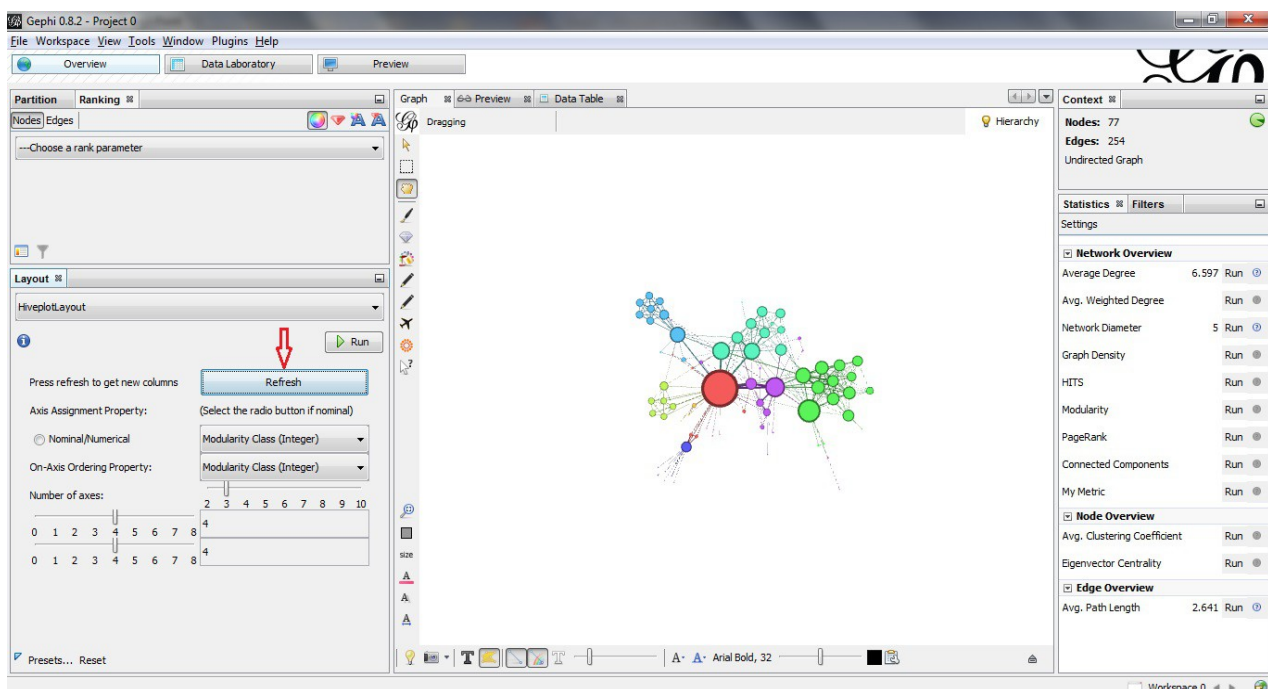 Gephi 0.8.2 - Project 0
File Workspace View Tools Window Plugins Help
Overview Data Laboratory Preview
Partition Ranking
Nodes Edges
---Choose a rank parameter
Layout
HiveplotLayout
Run
Press refresh to get new columns Refresh
Axis Assignment Property: (Select the radio button if nominal)
Nominal/Numerical Modularity Class (Integer)
On-Axis Ordering Property: Modularity Class (Integer)
Number of axes:
2 3 4 5 6 7 8 9 10
4
0 1 2 3 4 5 6 7 8
4
0 1 2 3 4 5 6 7 8
Presets... Reset
Graph Preview Data Table
Dragging Hierarchy
size
A
A
A
T T A- A- Arial Bold, 32
Context
Nodes: 77
Edges: 254
Undirected Graph
Statistics Filters
Settings
Network Overview
Average Degree 6.597 Run
Avg. Weighted Degree Run
Network Diameter 5 Run
Graph Density Run
HITS Run
Modularity Run
PageRank Run
Connected Components Run
My Metric Run
Node Overview
Avg. Clustering Coefficient Run
Eigenvector Centrality Run
Edge Overview
Avg. Path Length 2.641 Run
Workspace 0